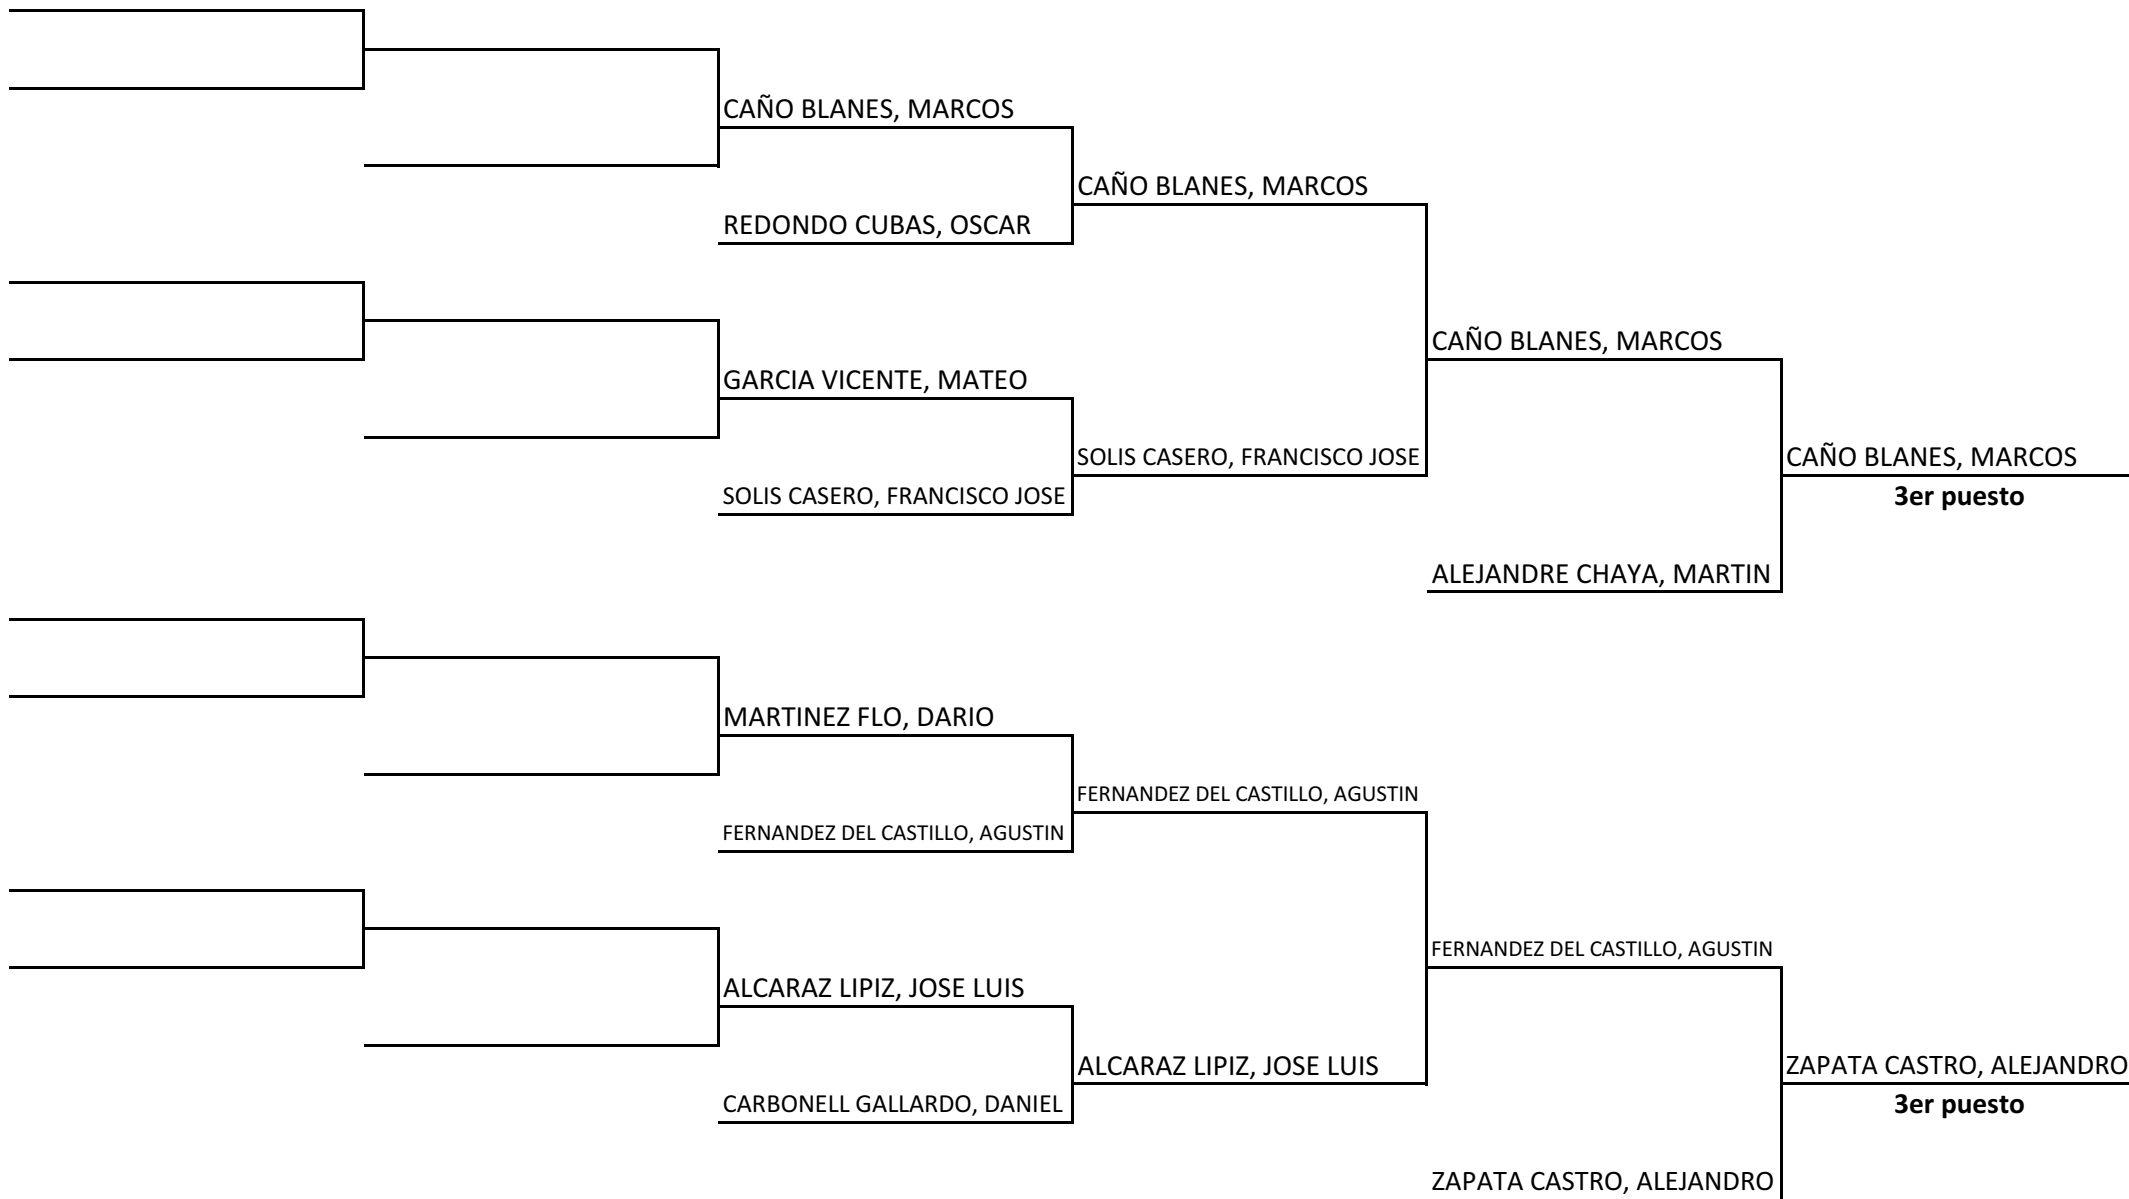 CAÑO BLANES, MARCOS
CAÑO BLANES, MARCOS
REDONDO CUBAS, OSCAR
CAÑO BLANES, MARCOS
GARCIA VICENTE, MATEO
SOLIS CASERO, FRANCISCO JOSE
CAÑO BLANES, MARCOS
SOLIS CASERO, FRANCISCO JOSE
3er puesto
ALEJANDRE CHAYA, MARTIN
MARTINEZ FLO, DARIO
FERNANDEZ DEL CASTILLO, AGUSTIN
FERNANDEZ DEL CASTILLO, AGUSTIN
FERNANDEZ DEL CASTILLO, AGUSTIN
ALCARAZ LIPIZ, JOSE LUIS
ALCARAZ LIPIZ, JOSE LUIS
ZAPATA CASTRO, ALEJANDRO
CARBONELL GALLARDO, DANIEL
3er puesto
ZAPATA CASTRO, ALEJANDRO